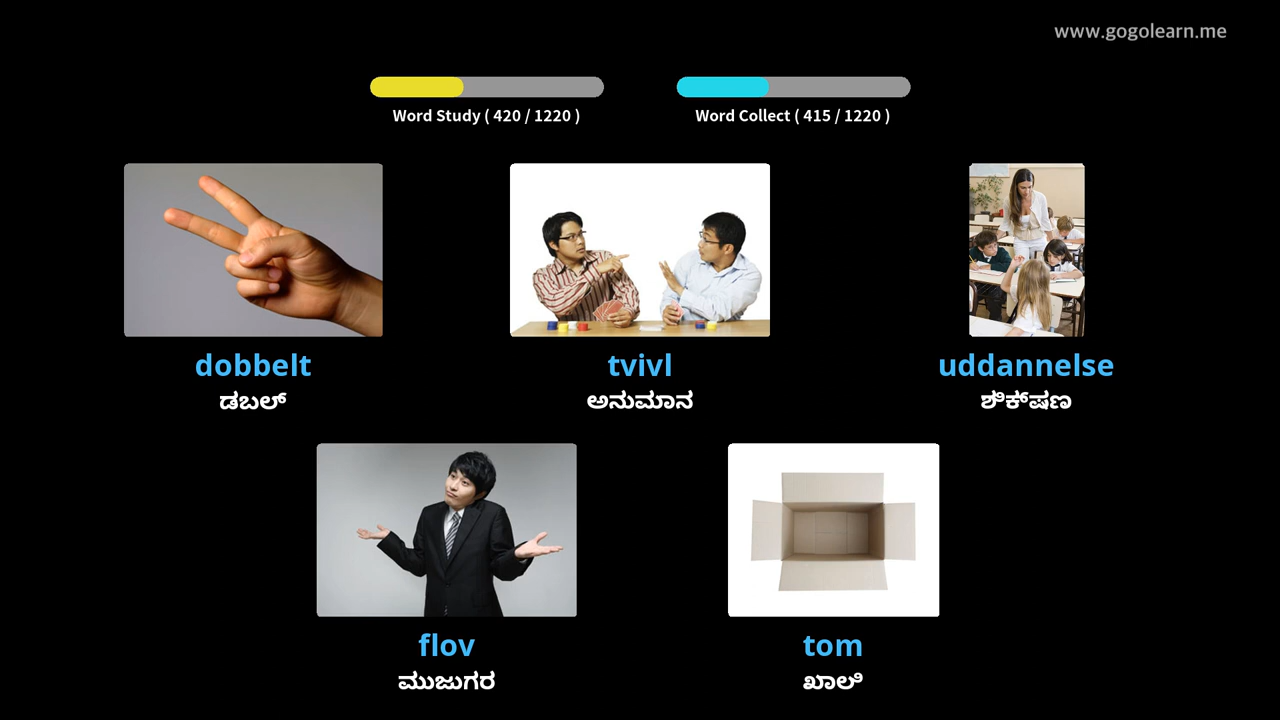 www.gogolearn.me
Word Study ( 420 / 1220 )
Word Collect ( 415 / 1220 )
dobbelt
ಡಬಲ್
tvivl
ಅನುಮಾನ
uddannelse
ಶಿಕ್ಷಣ
flov
ಮುಜುಗರ
tom
ಖಾಲಿ